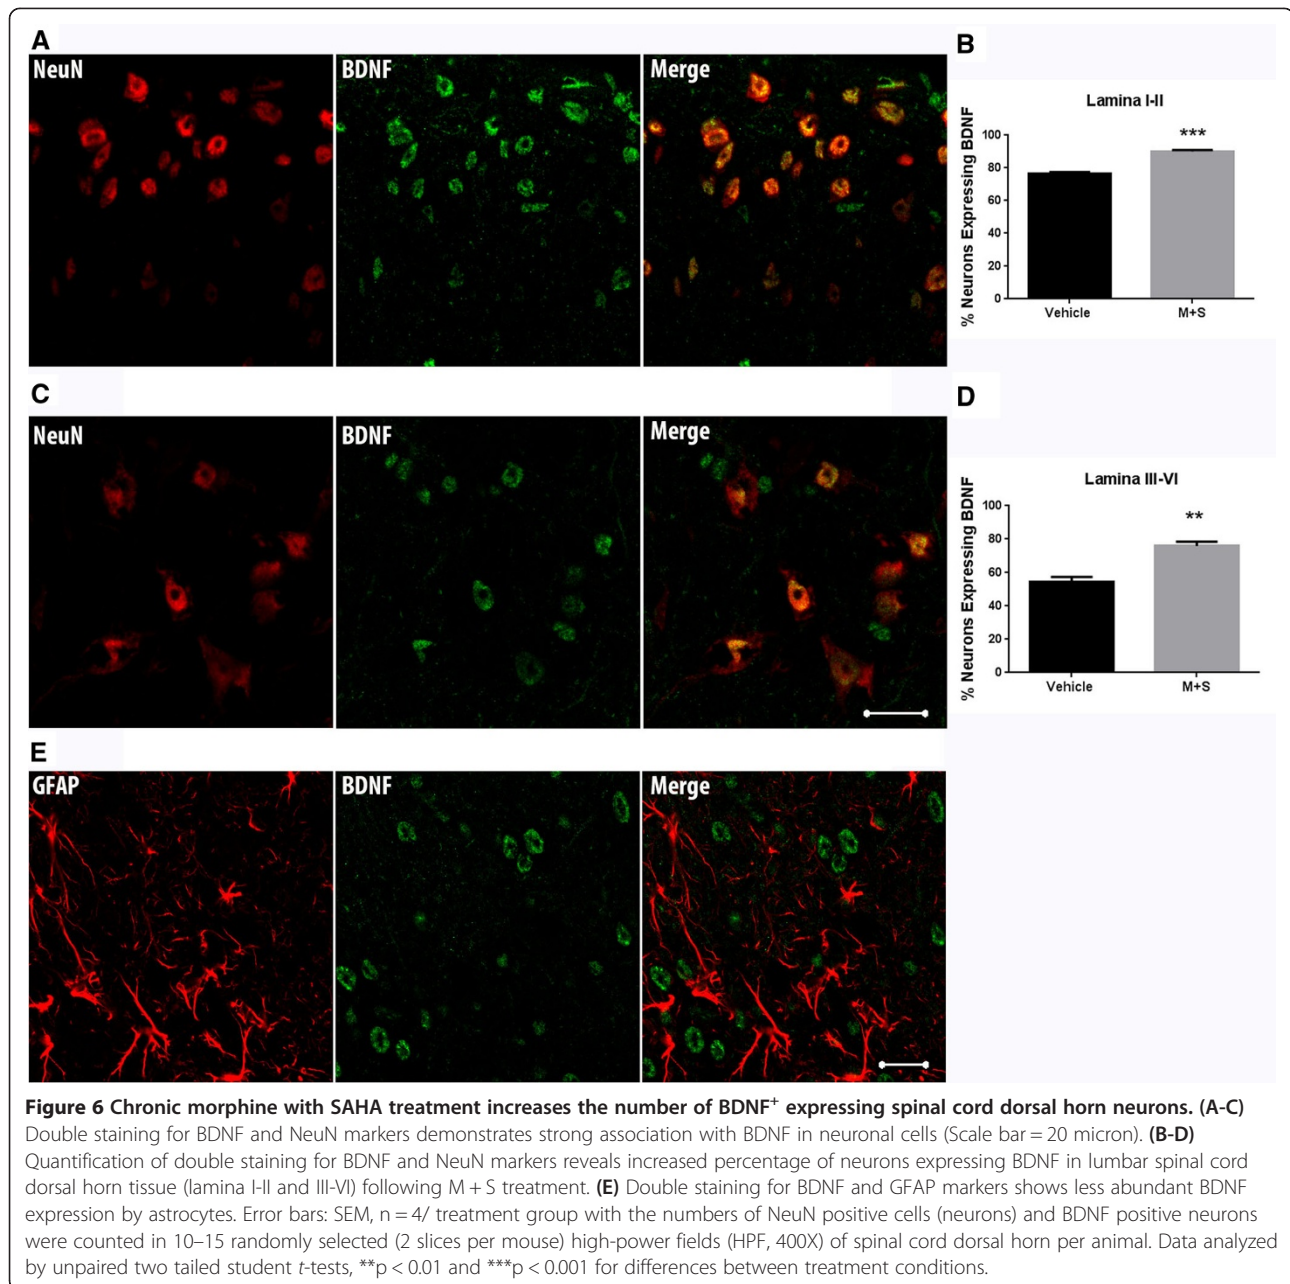 A
NeuN
BDNF
Merge
B
Lamina I-II
% Neurons Expressing BDNF
100
80
60
40
20
0
***
Vehicle
M+S
C
NeuN
BDNF
Merge
D
Lamina III-VI
% Neurons Expressing BDNF
100
80
60
40
20
0
**
Vehicle
M+S
E
GFAP
BDNF
Merge
Figure 6 Chronic morphine with SAHA treatment increases the number of BDNF⁺ expressing spinal cord dorsal horn neurons. (A-C)
Double staining for BDNF and NeuN markers demonstrates strong association with BDNF in neuronal cells (Scale bar = 20 micron). (B-D)
Quantification of double staining for BDNF and NeuN markers reveals increased percentage of neurons expressing BDNF in lumbar spinal cord
dorsal horn tissue (lamina I-II and III-VI) following M + S treatment. (E) Double staining for BDNF and GFAP markers shows less abundant BDNF
expression by astrocytes. Error bars: SEM, n = 4/ treatment group with the numbers of NeuN positive cells (neurons) and BDNF positive neurons
were counted in 10–15 randomly selected (2 slices per mouse) high-power fields (HPF, 400X) of spinal cord dorsal horn per animal. Data analyzed
by unpaired two tailed student t-tests, **p < 0.01 and ***p < 0.001 for differences between treatment conditions.